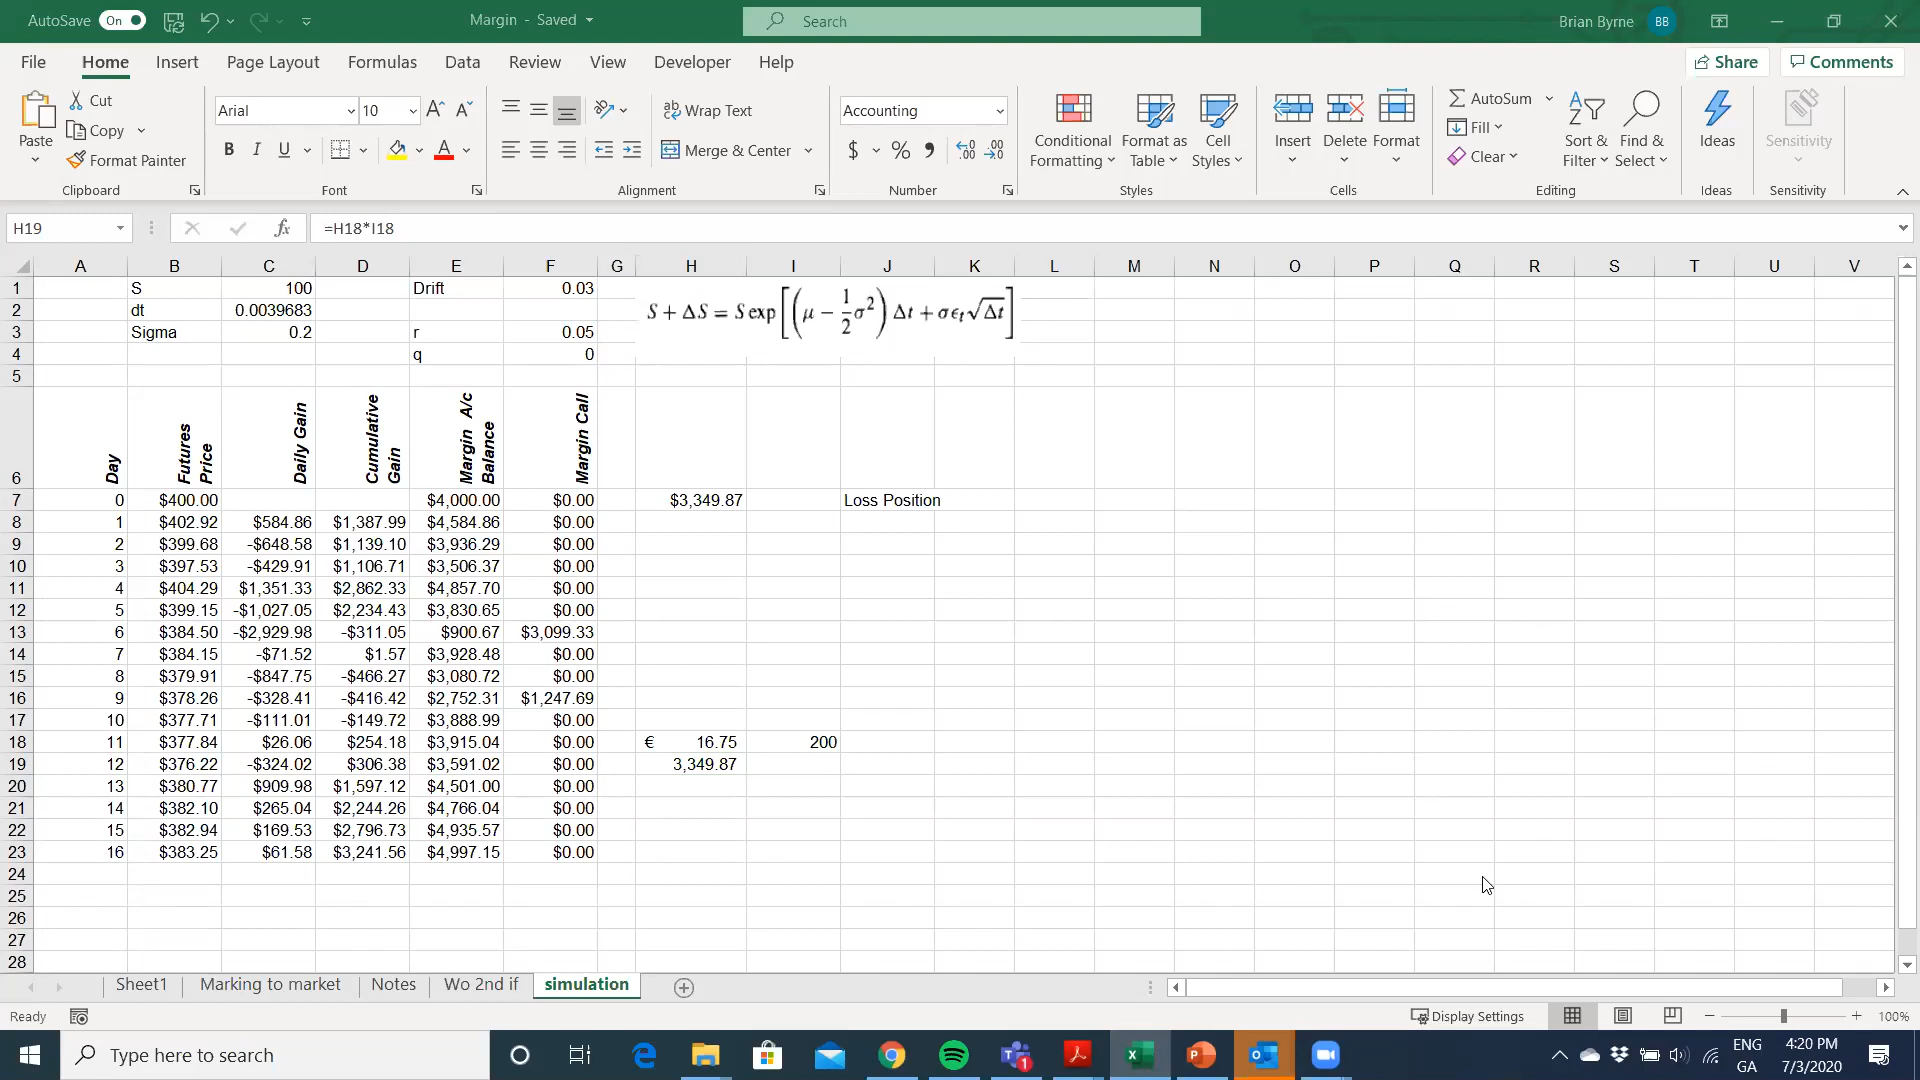 AutoSave On Margin - Saved Search Brian Byrne BB
File Home Insert Page Layout Formulas Data Review View Developer Help Share Comments
Cut Arial 10 Wrap Text Accounting AutoSum
Copy Fill
Paste Format Painter B I U A Merge & Center $ % 9 Conditional Formatting Format as Table Cell Styles Insert Delete Format Clear Sort & Filter Find & Select Ideas Sensitivity
Clipboard Font Alignment Number Styles Cells Editing Ideas Sensitivity
H19 fx =H18*I18
A B C D E F G H I J K L M N O P Q R S T U V
1 S 100 Drift 0.03
2 dt 0.0039683
3 Sigma 0.2 r 0.05
4 q 0
S + ΔS = S exp[(μ − 1/2 σ²) Δt + σϵt√Δt]
5
6 Day Futures Price Daily Gain Cumulative Gain Margin A/c Balance Margin Call
7 0 $400.00 $4,000.00 $0.00 $3,349.87 Loss Position
8 1 $402.92 $584.86 $1,387.99 $4,584.86 $0.00
9 2 $399.68 -$648.58 $1,139.10 $3,936.29 $0.00
10 3 $397.53 -$429.91 $1,106.71 $3,506.37 $0.00
11 4 $404.29 $1,351.33 $2,862.33 $4,857.70 $0.00
12 5 $399.15 -$1,027.05 $2,234.43 $3,830.65 $0.00
13 6 $384.50 -$2,929.98 -$311.05 $900.67 $3,099.33
14 7 $384.15 -$71.52 $1.57 $3,928.48 $0.00
15 8 $379.91 -$847.75 -$466.27 $3,080.72 $0.00
16 9 $378.26 -$328.41 -$416.42 $2,752.31 $1,247.69
17 10 $377.71 -$111.01 -$149.72 $3,888.99 $0.00
18 11 $377.84 $26.06 $254.18 $3,915.04 $0.00 € 16.75 200
19 12 $376.22 -$324.02 $306.38 $3,591.02 $0.00 3,349.87
20 13 $380.77 $909.98 $1,597.12 $4,501.00 $0.00
21 14 $382.10 $265.04 $2,244.26 $4,766.04 $0.00
22 15 $382.94 $169.53 $2,796.73 $4,935.57 $0.00
23 16 $383.25 $61.58 $3,241.56 $4,997.15 $0.00
24
25
26
27
28
Sheet1 Marking to market Notes Wo 2nd if simulation
Ready Display Settings 100%
Type here to search ENG GA 4:20 PM 7/3/2020